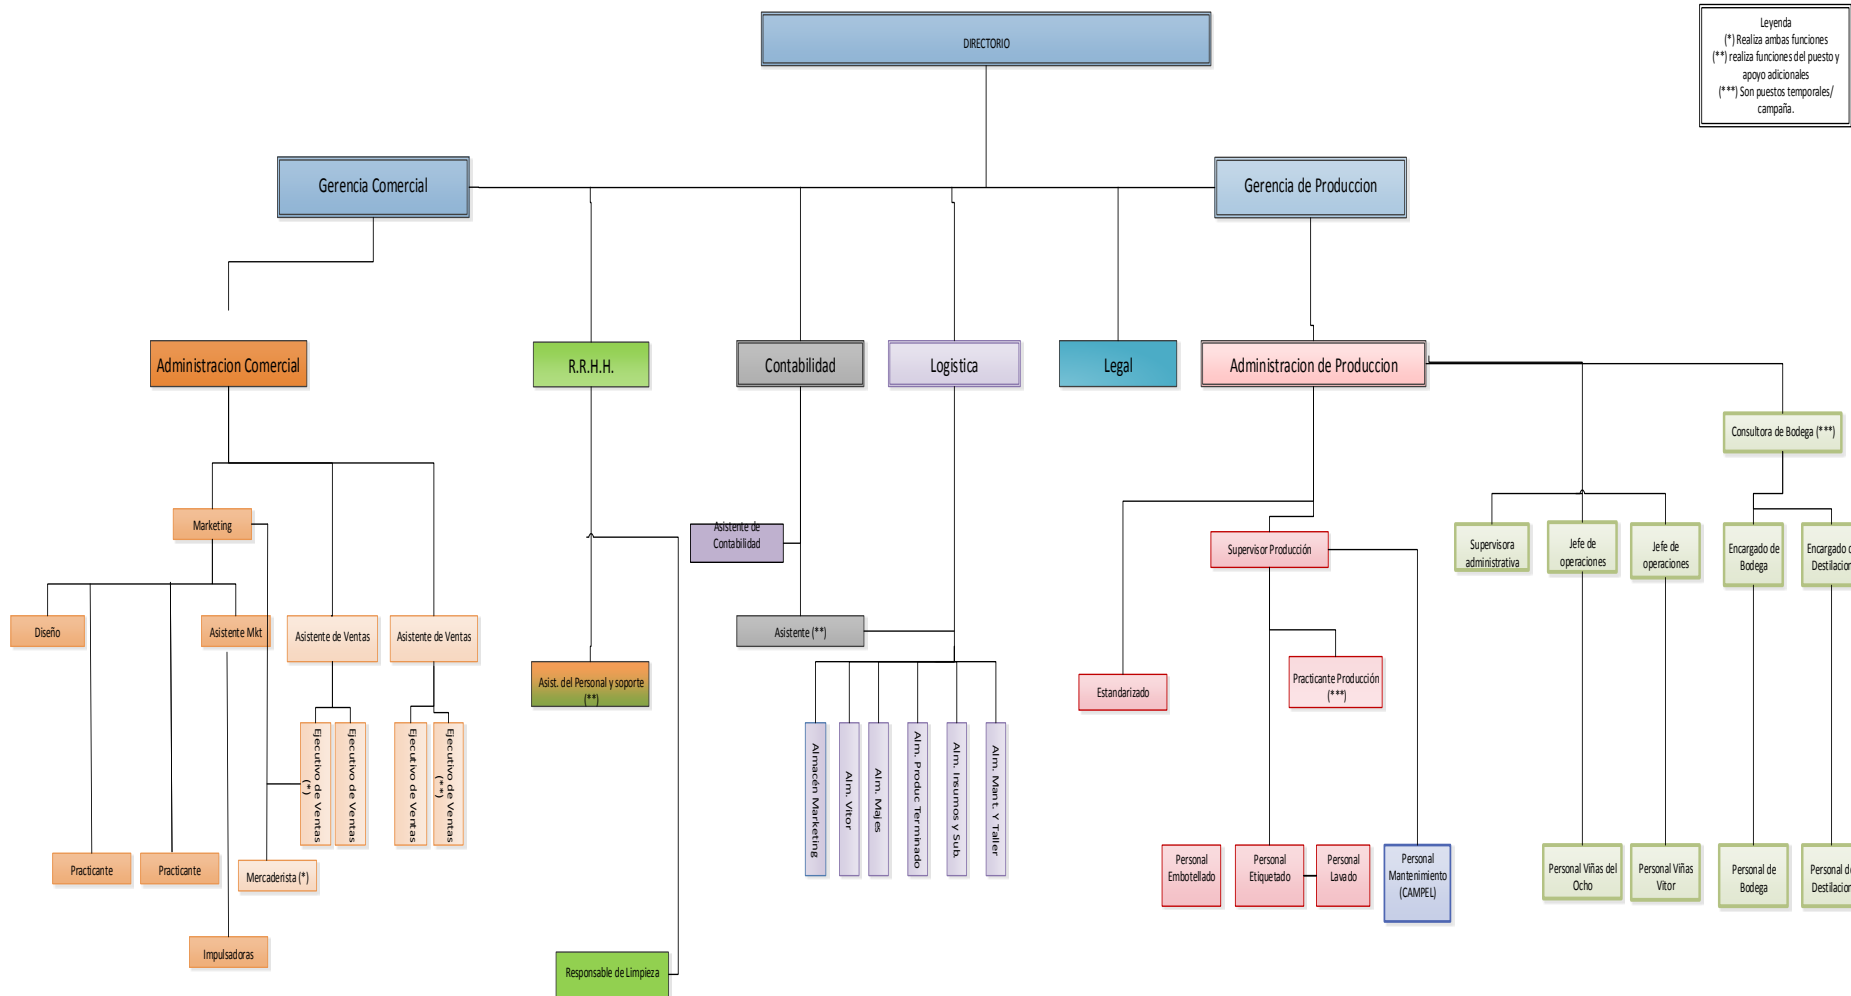 DIRECTORIO
Leyenda
(*) Realiza ambas funciones
(**) realiza funciones del puesto y
apoyo adicionales
(***) Son puestos temporales/
campaña.
Gerencia Comercial
Gerencia de Produccion
Administracion Comercial
R.R.H.H.
Contabilidad
Logistica
Legal
Administracion de Produccion
Consultora de Bodega (***)
Marketing
Asistente de
Contabilidad
Supervisor Producción
Supervisora
administrativa
Jefe de
operaciones
Jefe de
operaciones
Encargado de
Bodega
Encargado d
Destilacion
Diseño
Asistente Mkt
Asistente de Ventas
Asistente de Ventas
Asistente (**)
Asist. del Personal y soporte
(**)
Estandarizado
Practicante Producción
(***)
Ejecutivo de Ventas
(*)
Ejecutivo de Ventas
Ejecutivo de Ventas
Ejecutivo de Ventas
(**)
Almacén Marketing
Alm. Vitor
Alm. Majes
Alm. Produc Terminado
Alm. Insumos y Sub.
Alm. Mant. Y Taller
Practicante
Practicante
Mercaderista (*)
Personal
Embotellado
Personal
Etiquetado
Personal
Lavado
Personal
Mantenimiento
(CAMPEL)
Personal Viñas del
Ocho
Personal Viñas
Vitor
Personal de
Bodega
Personal de
Destilacion
Impulsadoras
Responsable de Limpieza